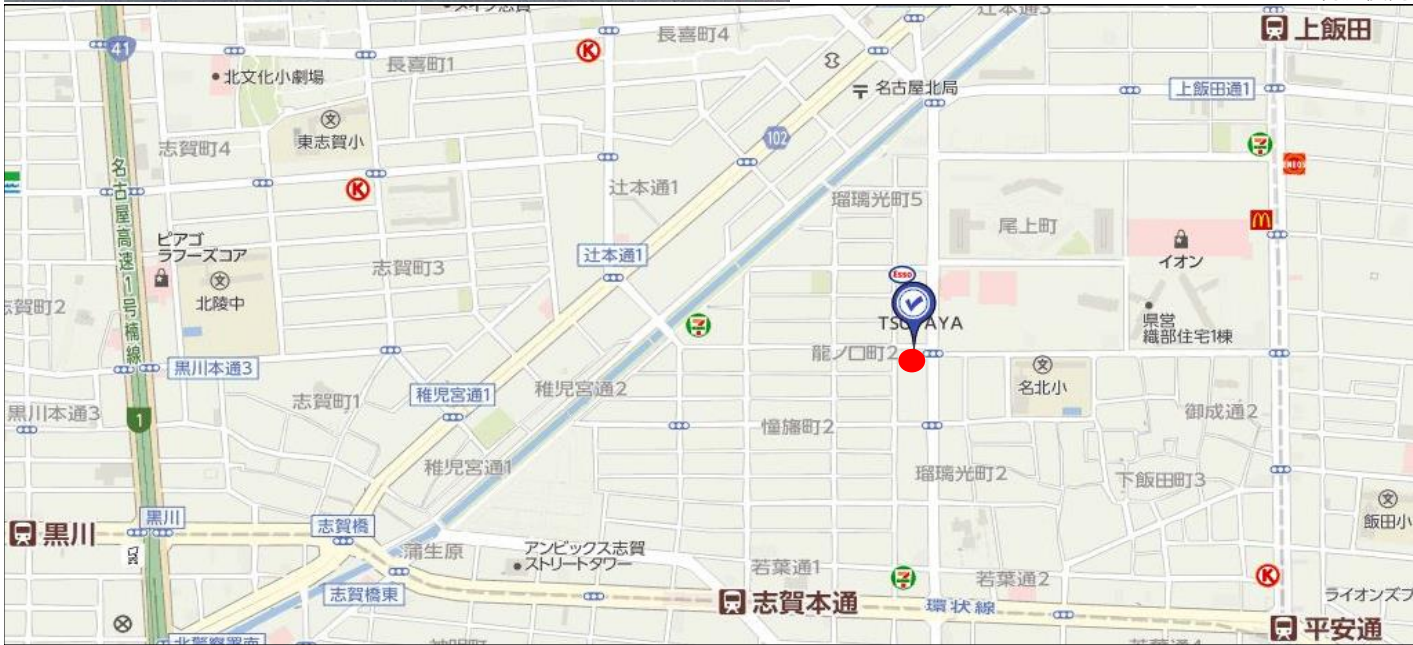 辻本通3
上飯田
41
長喜町4
長喜町1
北文化小劇場
名古屋北局
上飯田通1
文
東志賀小
102
志賀町4
K
K
7
ENEOS
辻本通1
瑠璃光町5
尾上町
M
名古屋高速1号楠線
ピアゴ
ラフーズコア
志賀町3
辻本通1
イオン
文
北陵中
Esso
県営
織部住宅1棟
7
龍ノ口町2
文
名北小
黒川本通3
稚児宮通1
稚児宮通2
志賀町1
黒川本通3
1
御成通2
憧旛町2
稚児宮通1
瑠璃光町2
下飯田町3
文
飯田小
黒川
黒川
志賀橋
蒲生原
アンビックス志賀
ストリートタワー
若葉通1
7
若葉通2
K
志賀橋東
志賀本通
環状線
ライオンズプ
平安通